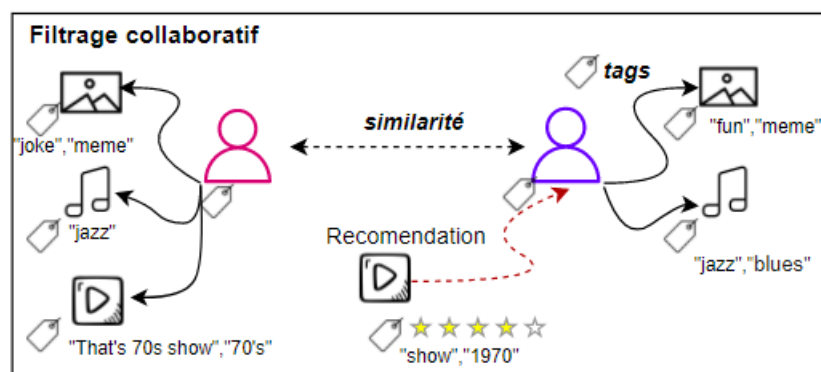 Filtrage collaboratif
tags
"joke","meme"
similarité
"fun","meme"
"jazz"
Recomendation
"jazz","blues"
"That's 70s show","70's"
"show","1970"